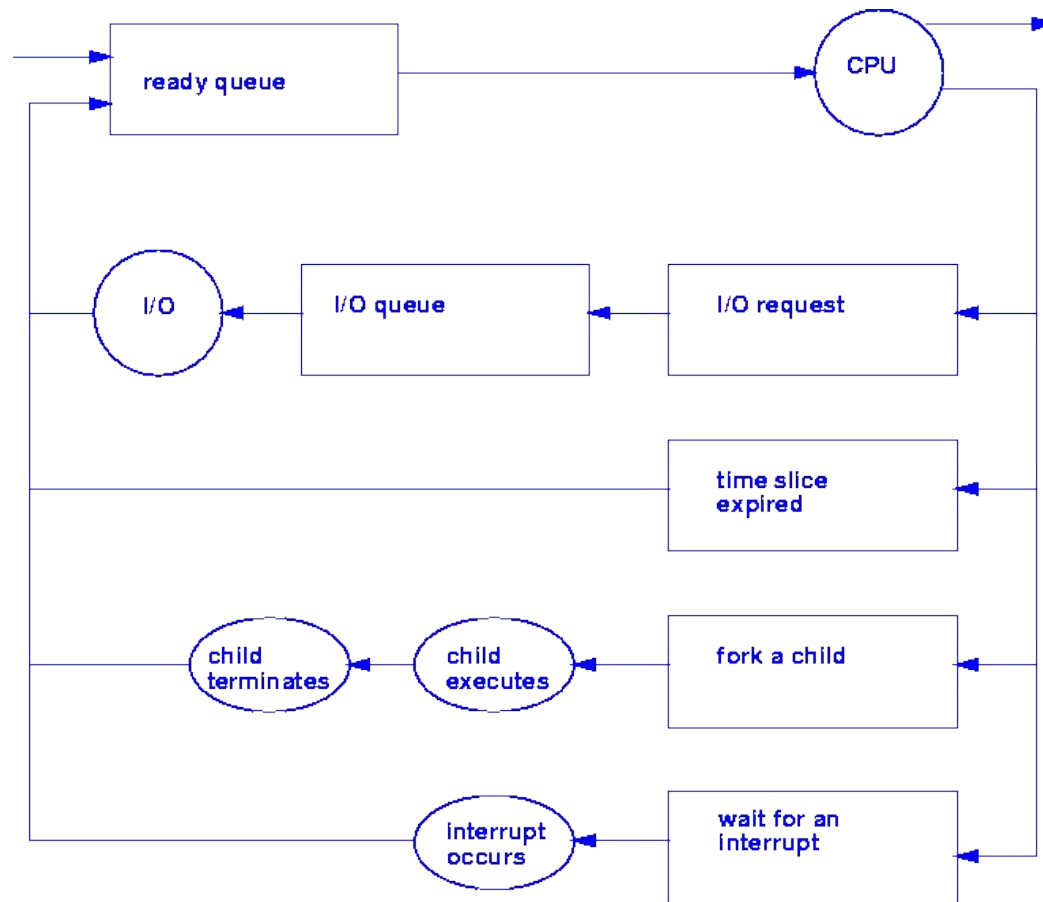 ready queue
CPU
I/O
I/O queue
I/O request
time slice
expired
child
terminates
child
executes
fork a child
interrupt
occurs
wait for an
interrupt